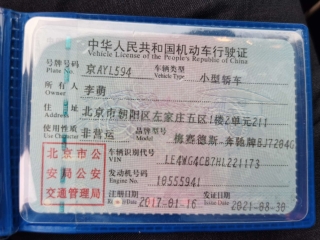 中华人民共和国机动车行驶证
Vehicle License of the People's Republic of China
号牌号码 京AYL594 车辆类型 小型轿车
Plate No. Vehicle Type
所有人 李萌
Owner
住址 北京市朝阳区左家庄五区1楼2单元211
Address
使用性质 非营运 品牌型号 梅赛德斯-奔驰牌BJ7204G
Use Character Model
北京市公 车辆识别代号 LE4WG4CB7HL221173
安局公安 VIN
交通管理局 发动机号码 10555941
Engine No.
注册日期 2017-01-16 发证日期 2021-08-30
Register Date Issue Date